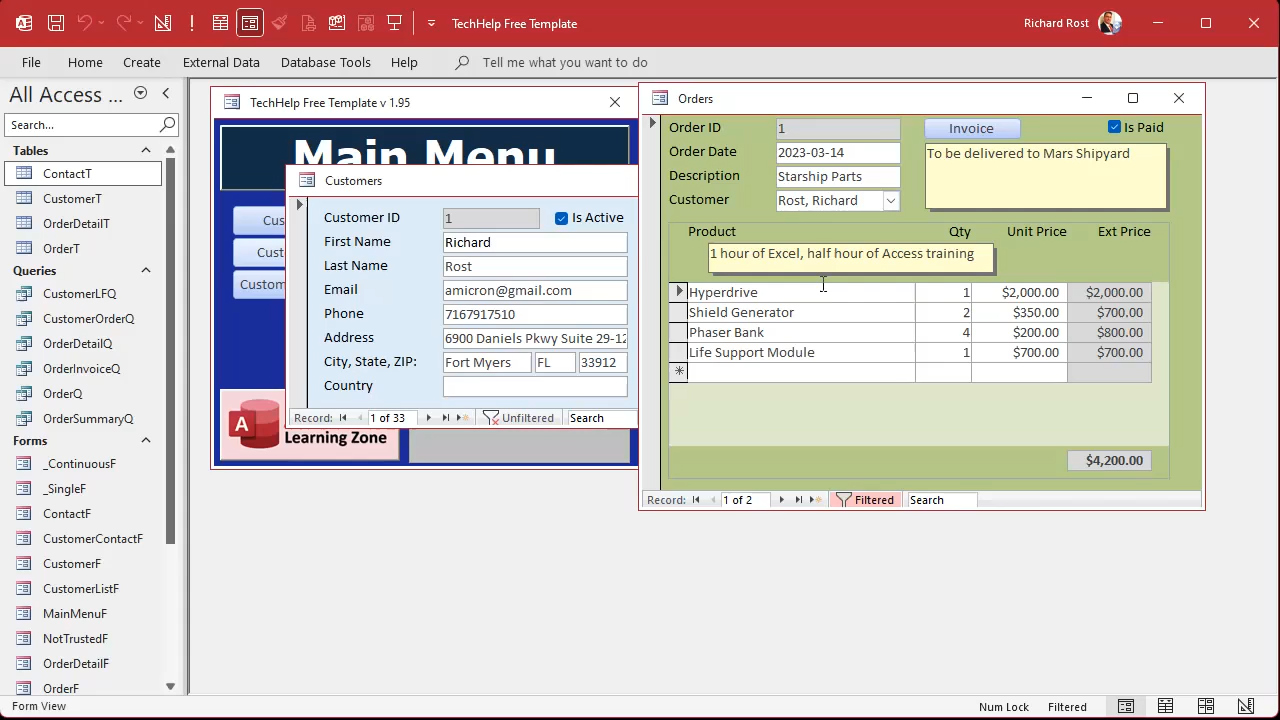 TechHelp Free Template
Richard Rost
File Home Create External Data Database Tools Help Tell me what you want to do
All Access ...
Search...
Tables
ContactT
CustomerT
OrderDetailT
OrderT
Queries
CustomerLFQ
CustomerOrderQ
OrderDetailQ
OrderInvoiceQ
OrderQ
OrderSummaryQ
Forms
_ContinuousF
_SingleF
ContactF
CustomerContactF
CustomerF
CustomerListF
MainMenuF
NotTrustedF
OrderDetailF
OrderF
TechHelp Free Template v 1.95
Main Menu
Cus
Cust
Custom
A
Learning Zone
Customers
Customer ID 1 Is Active
First Name Richard
Last Name Rost
Email amicron@gmail.com
Phone 7167917510
Address 6900 Daniels Pkwy Suite 29-12
City, State, ZIP: Fort Myers FL 33912
Country
Record: 1 of 33 Unfiltered Search
Orders
Order ID 1 Invoice Is Paid
Order Date 2023-03-14 To be delivered to Mars Shipyard
Description Starship Parts
Customer Rost, Richard
Product Qty Unit Price Ext Price
1 hour of Excel, half hour of Access training
Hyperdrive 1 $2,000.00 $2,000.00
Shield Generator 2 $350.00 $700.00
Phaser Bank 4 $200.00 $800.00
Life Support Module 1 $700.00 $700.00
$4,200.00
Record: 1 of 2 Filtered Search
Form View Num Lock Filtered